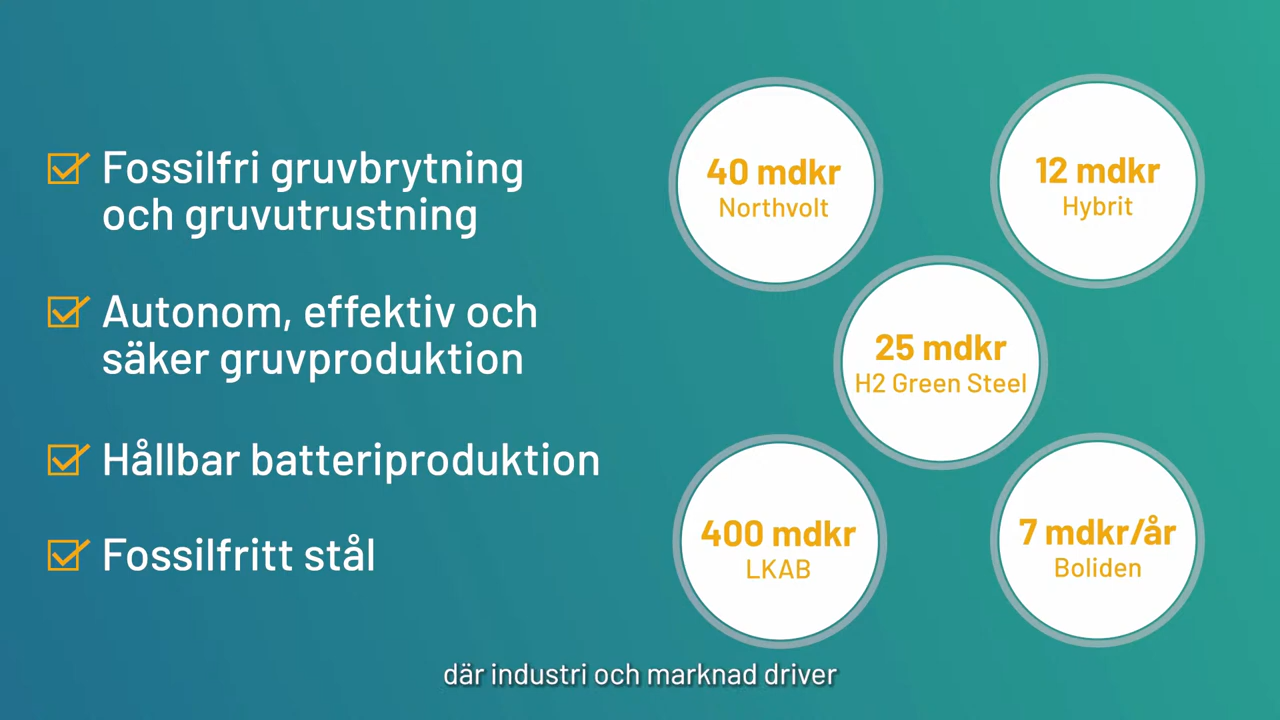 Fossilfri gruvbrytning
och gruvutrustning
Autonom, effektiv och
säker gruvproduktion
Hållbar batteriproduktion
Fossilfritt stål
40 mdkr
Northvolt
12 mdkr
Hybrit
25 mdkr
H2 Green Steel
400 mdkr
LKAB
7 mdkr/år
Boliden
där industri och marknad driver